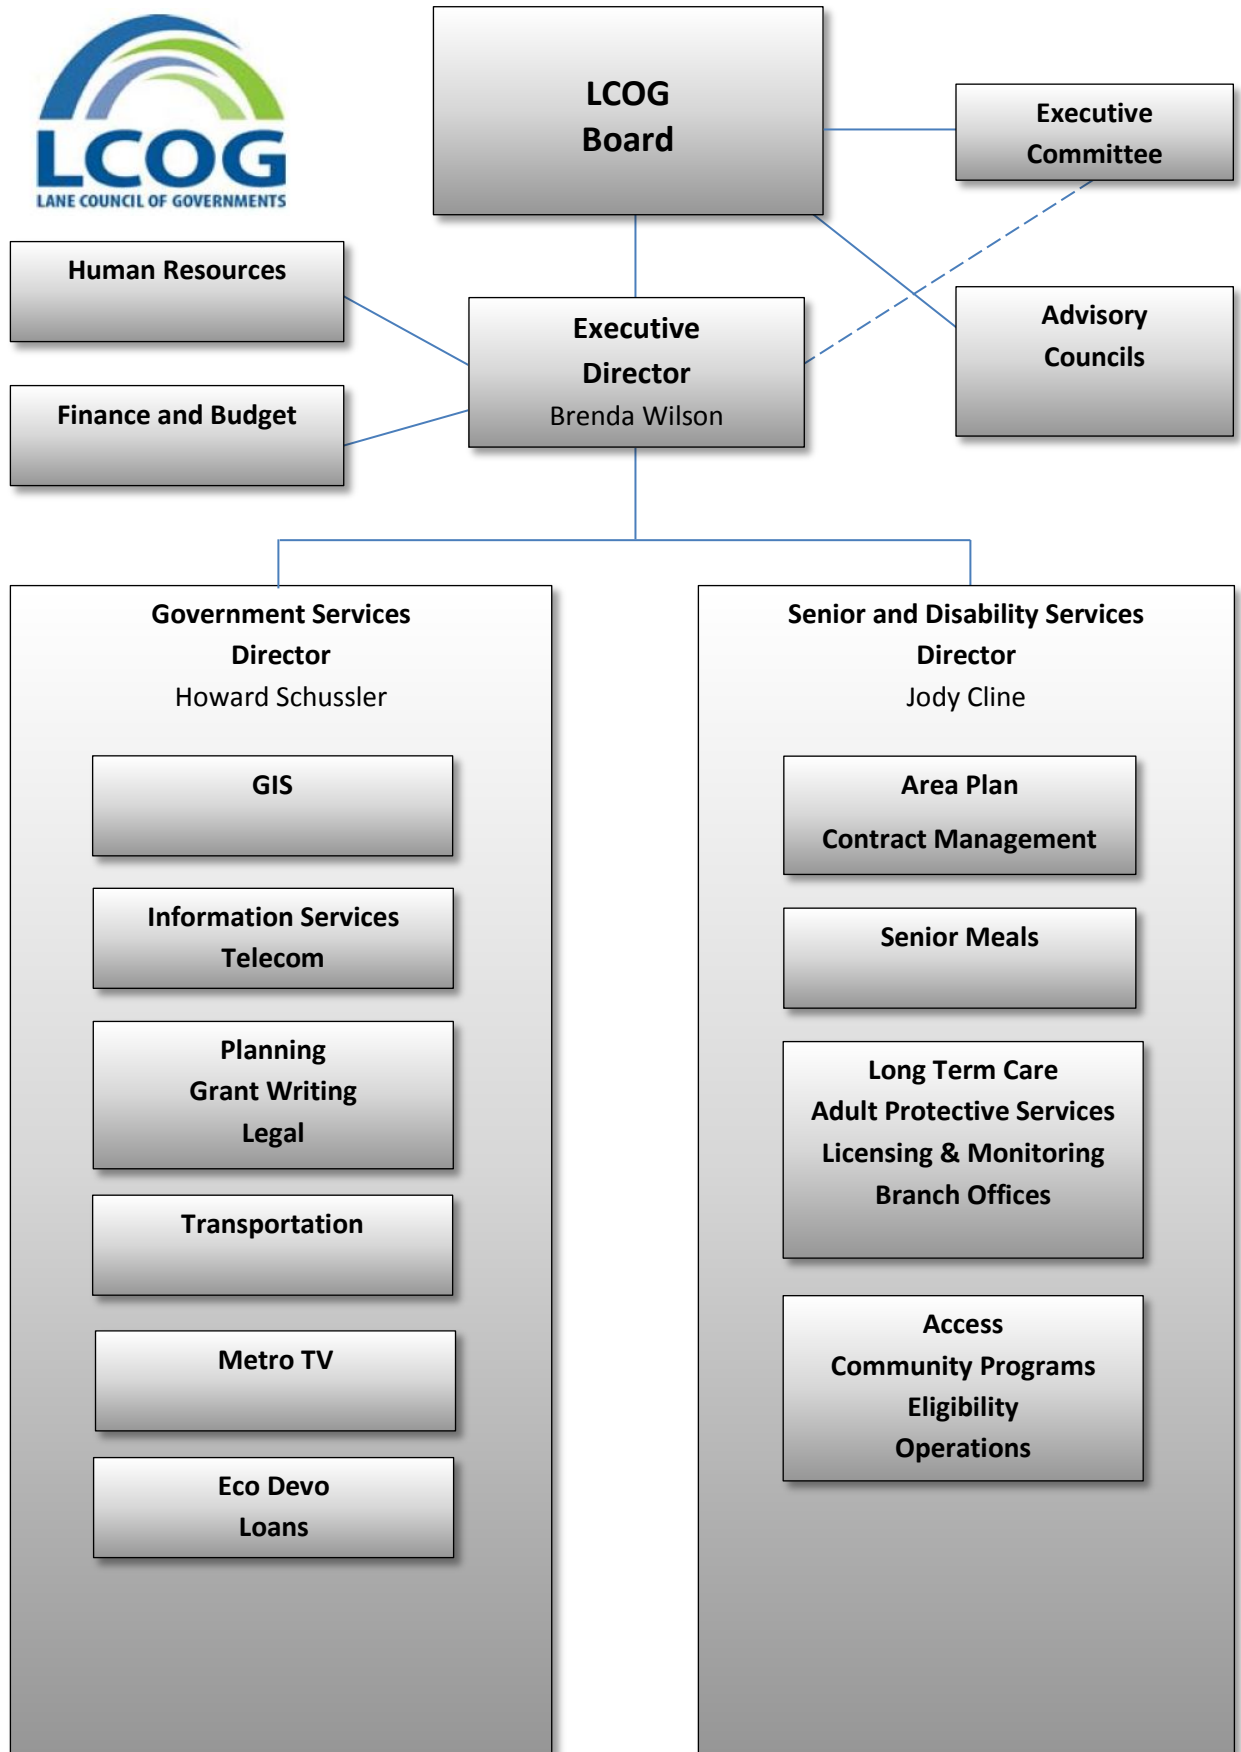 LCOG
LANE COUNCIL OF GOVERNMENTS
LCOG
Board
Executive
Committee
Human Resources
Executive
Director
Brenda Wilson
Advisory
Councils
Finance and Budget
Government Services
Director
Howard Schussler
GIS
Information Services
Telecom
Planning
Grant Writing
Legal
Transportation
Metro TV
Eco Devo
Loans
Senior and Disability Services
Director
Jody Cline
Area Plan
Contract Management
Senior Meals
Long Term Care
Adult Protective Services
Licensing & Monitoring
Branch Offices
Access
Community Programs
Eligibility
Operations